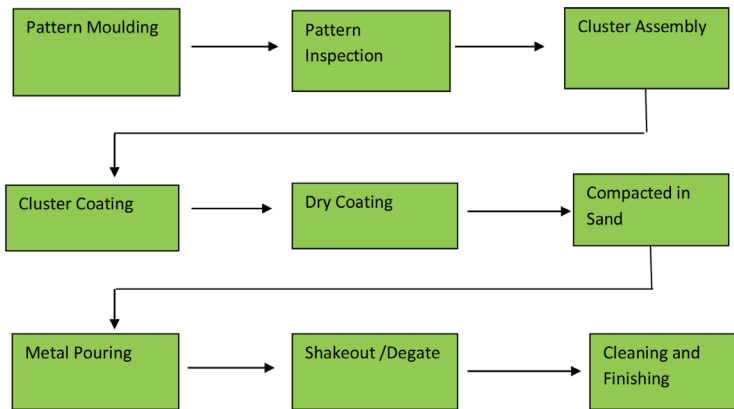 Pattern Moulding
Pattern
Inspection
Cluster Assembly
Cluster Coating
Dry Coating
Compacted in
Sand
Metal Pouring
Shakeout /Degate
Cleaning and
Finishing